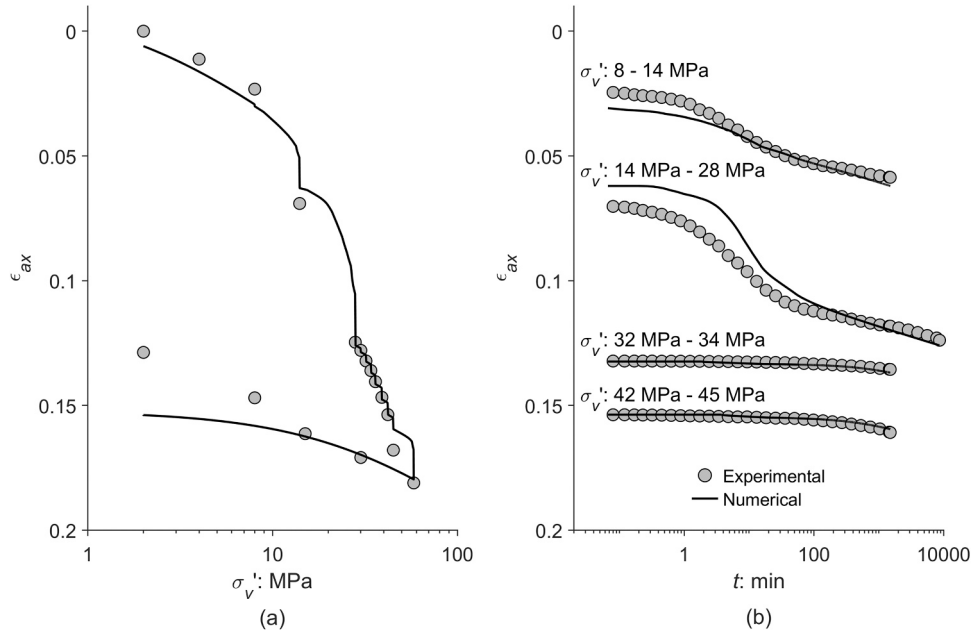 (a)
0
0.05
0.1
0.15
0.2
ϵax
1
10
100
σv': MPa
(a)
0
0.05
0.1
0.15
0.2
ϵax
σv': 8 - 14 MPa
σv': 14 MPa - 28 MPa
σv': 32 MPa - 34 MPa
σv': 42 MPa - 45 MPa
Experimental
Numerical
1
100
10000
t: min
(b)